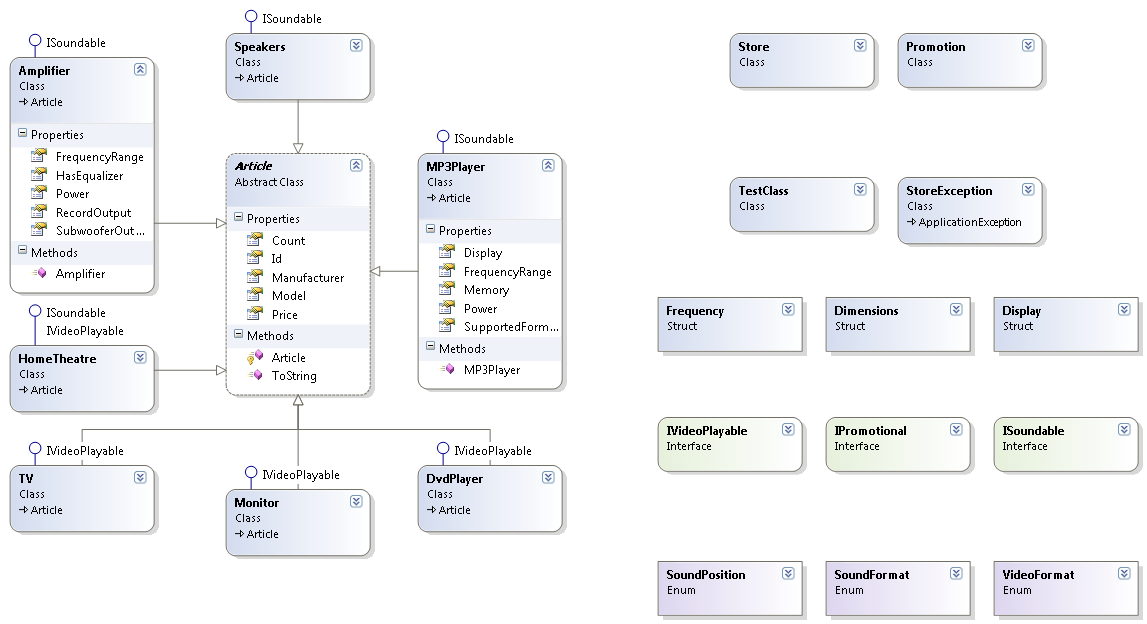 ISoundable
Amplifier
Class
Article
Properties
FrequencyRange
HasEqualizer
Power
RecordOutput
SubwooferOut...
Methods
Amplifier
ISoundable
Speakers
Class
Article
Article
Abstract Class
Properties
Count
Id
Manufacturer
Model
Price
Methods
Article
ToString
ISoundable
MP3Player
Class
Article
Properties
Display
FrequencyRange
Memory
Power
SupportedForm...
Methods
MP3Player
ISoundable
IVideoPlayable
HomeTheatre
Class
Article
IVideoPlayable
TV
Class
Article
IVideoPlayable
Monitor
Class
Article
IVideoPlayable
DvdPlayer
Class
Article
Store
Class
Promotion
Class
TestClass
Class
StoreException
Class
ApplicationException
Frequency
Struct
Dimensions
Struct
Display
Struct
IVideoPlayable
Interface
IPromotional
Interface
ISoundable
Interface
SoundPosition
Enum
SoundFormat
Enum
VideoFormat
Enum